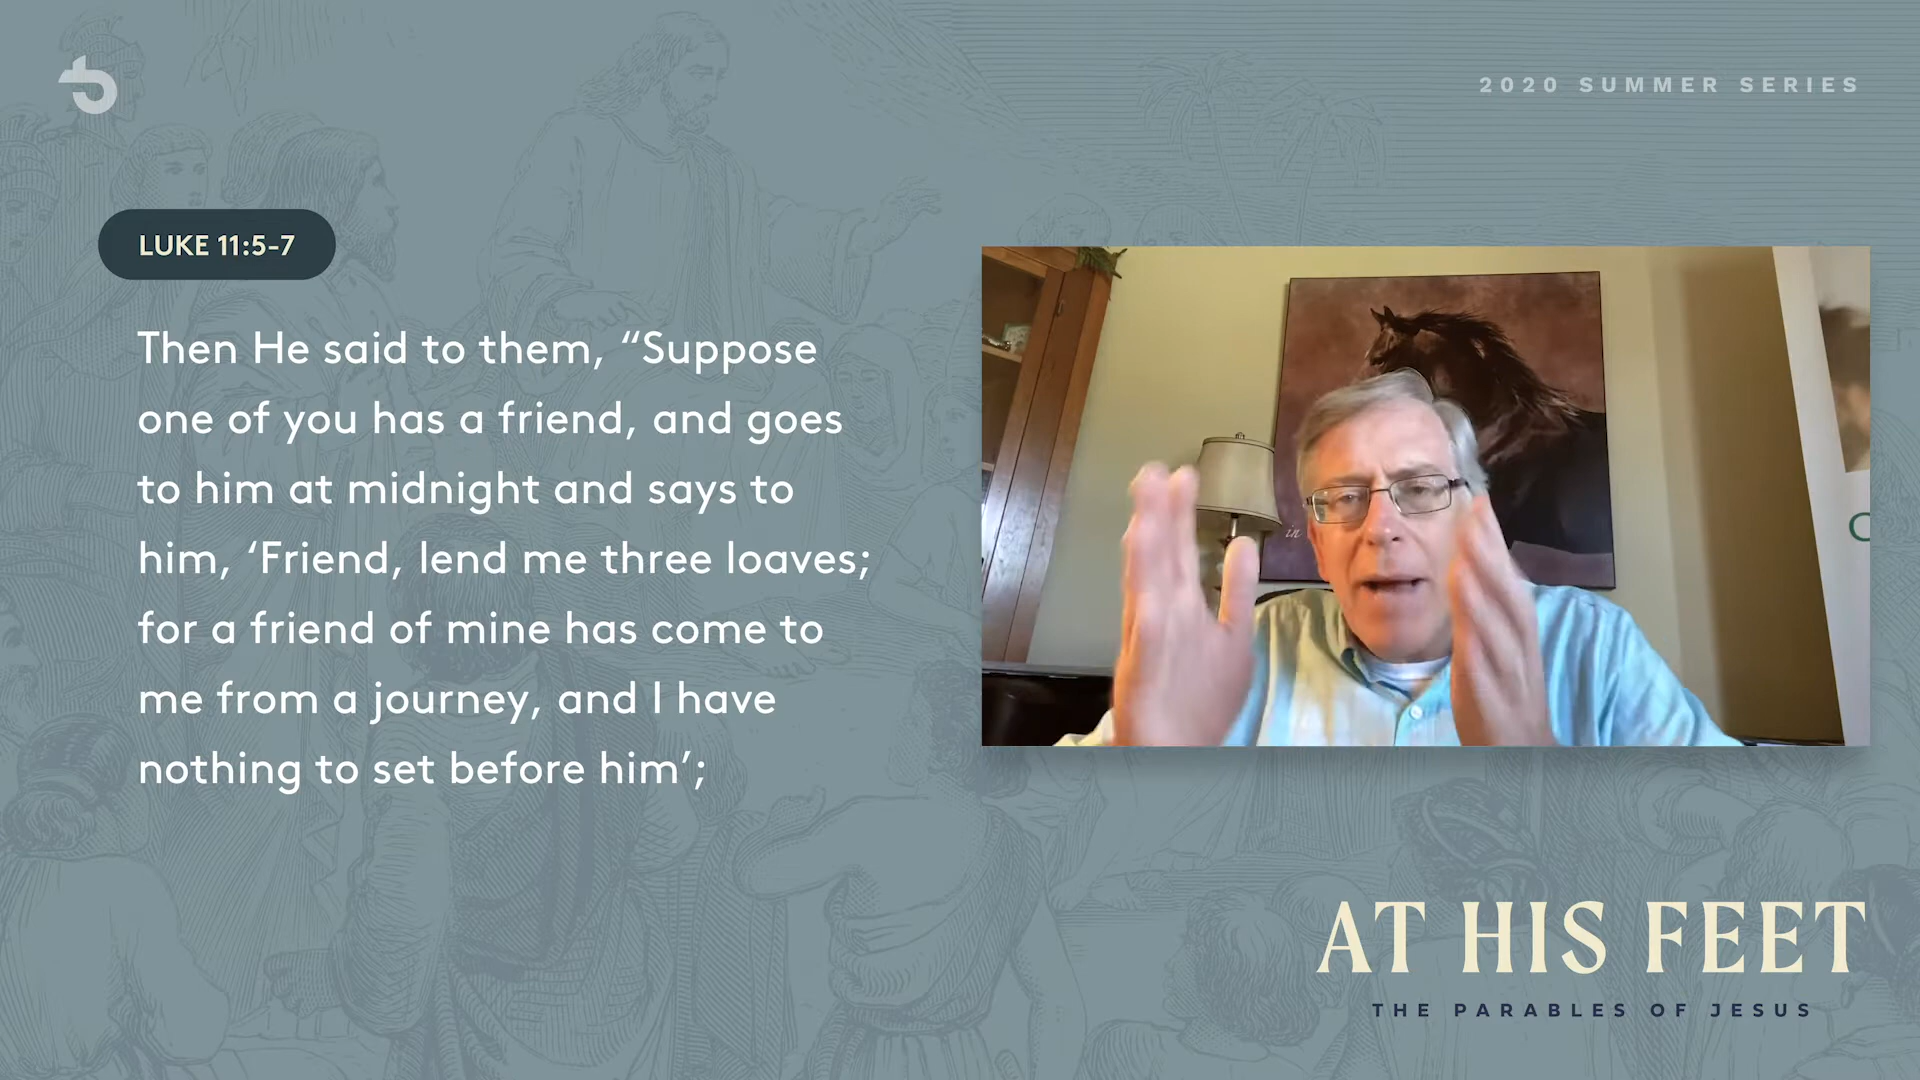 2020 SUMMER SERIES
LUKE 11:5-7
Then He said to them, “Suppose
one of you has a friend, and goes
to him at midnight and says to
him, ‘Friend, lend me three loaves;
for a friend of mine has come to
me from a journey, and I have
nothing to set before him’;
in
AT HIS FEET
THE PARABLES OF JESUS